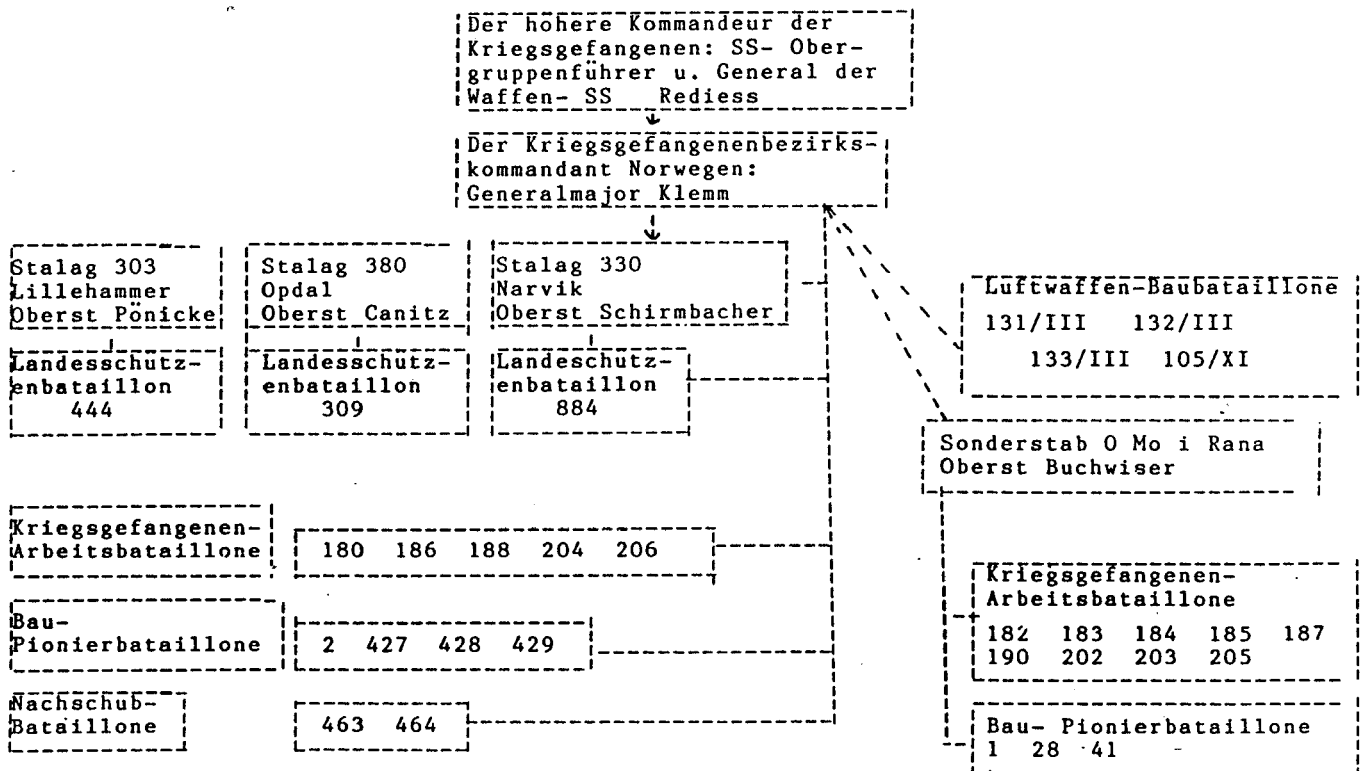 Der hohere Kommandeur der
Kriegsgefangenen: SS- Ober-
gruppenführer u. General der
Waffen- SS Rediess
Der Kriegsgefangenenbezirks-
kommandant Norwegen:
Generalmajor Klemm
Stalag 303
Lillehammer
Oberst Pönicke
Stalag 380
Opdal
Oberst Canitz
Stalag 330
Narvik
Oberst Schirmbacher
Landesschutz-
enbataillon
444
Landesschutz-
enbataillon
309
Landeschutz-
enbataillon
884
Luftwaffen-Baubataillone
131/III 132/III
133/III 105/XI
Sonderstab O Mo i Rana
Oberst Buchwiser
Kriegsgefangenen-
Arbeitsbataillone
180 186 188 204 206
Bau-
Pionierbataillone
2 427 428 429
Nachschub-
Bataillone
463 464
Kriegsgefangenen-
Arbeitsbataillone
182 183 184 185 187
190 202 203 205
Bau- Pionierbataillone
1 28 41